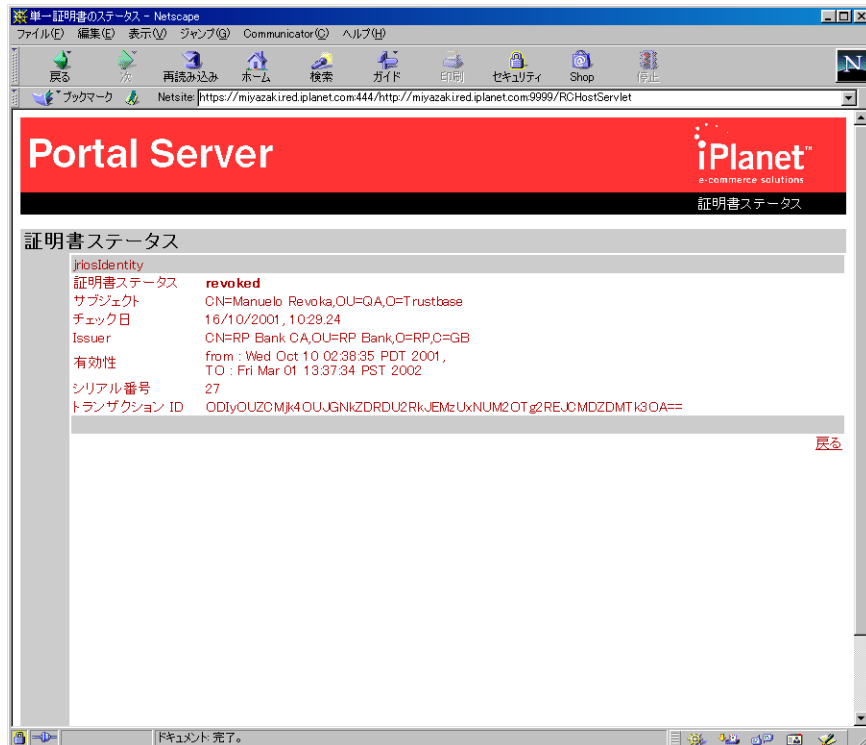 単一証明書のステータス - Netscape
ファイル(F) 編集(E) 表示(V) ジャンプ(G) Communicator(C) ヘルプ(H)
戻る 次 再読み込み ホーム 検索 ガイド 印刷 セキュリティ Shop 停止
N
ブックマーク Netsite: https://miyazaki.red.iplanet.com:444/http://miyazaki.red.iplanet.com:9999/RCHostServlet
Portal Server
iPlanet™
e-commerce solutions
証明書ステータス
証明書ステータス
jriosIdentity
証明書ステータス revoked
サブジェクト CN=Manuelo Revoka,OU=QA,O=Trustbase
チェック日 16/10/2001, 10:29.24
Issuer CN=RP Bank CA,OU=RP Bank,O=RP,C=GB
有効性 from : Wed Oct 10 02:38:35 PDT 2001,
TO : Fri Mar 01 13:37:34 PST 2002
シリアル番号 27
トランザクション ID ODIyOUZCMjk4OUJGNkZDRDU2RkJEMzUxNUM2OTg2REJCMDZDMTk3OA==
戻る
ドキュメント: 完了。